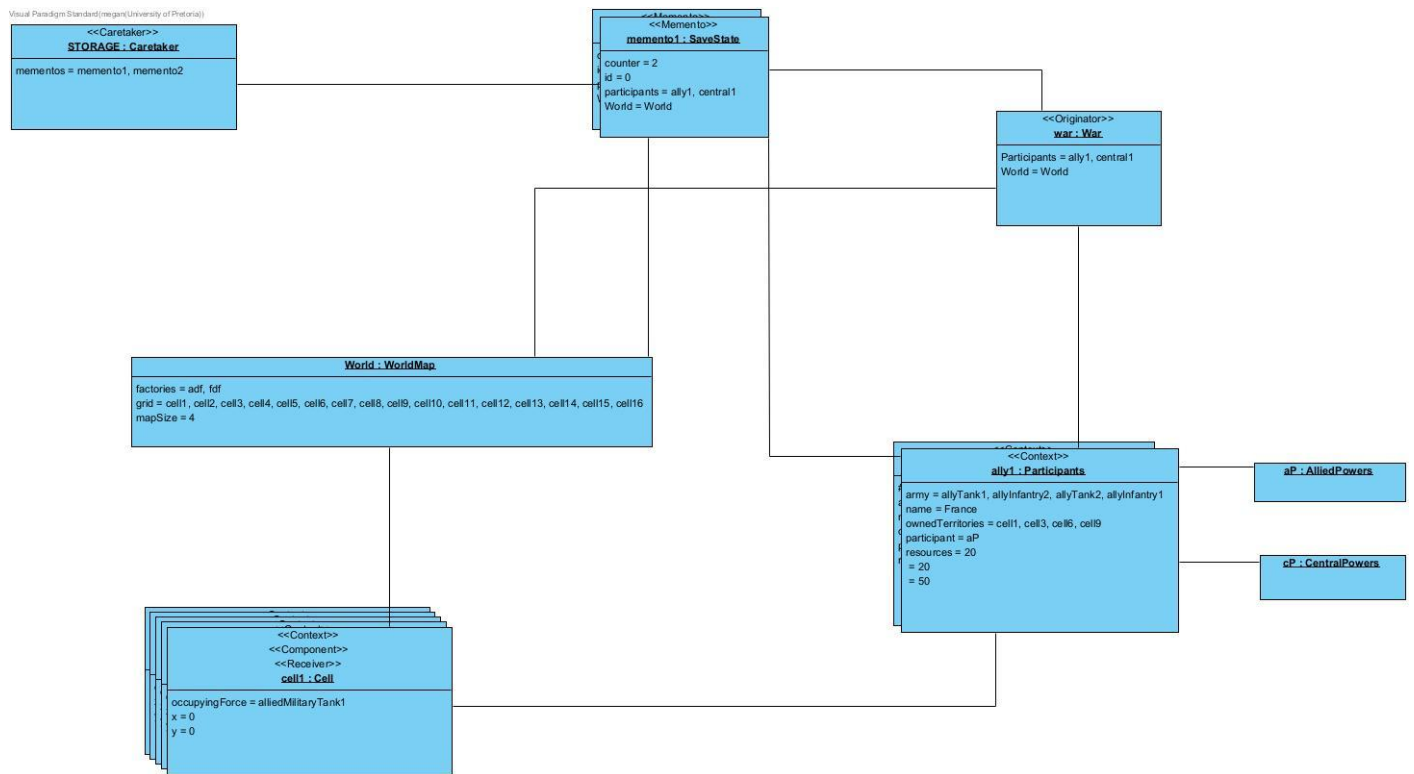 Visual Paradigm Standard(megan(University of Pretoria))
<<Caretaker>>
STORAGE : Caretaker
mementos = memento1, memento2
<<Memento>>
<<Memento>>
memento1 : SaveState
counter = 2
id = 0
participants = ally1, central1
World = World
<<Originator>>
war : War
Participants = ally1, central1
World = World
World : WorldMap
factories = adf, fdf
grid = cell1, cell2, cell3, cell4, cell5, cell6, cell7, cell8, cell9, cell10, cell11, cell12, cell13, cell14, cell15, cell16
mapSize = 4
<<Context>>
ally1 : Participants
army = allyTank1, allyInfantry2, allyTank2, allyInfantry1
name = France
ownedTerritories = cell1, cell3, cell6, cell9
participant = aP
resources = 20
= 20
= 50
aP : AlliedPowers
cP : CentralPowers
<<Context>>
<<Component>>
<<Receiver>>
cell1 : Cell
occupyingForce = alliedMilitaryTank1
x = 0
y = 0